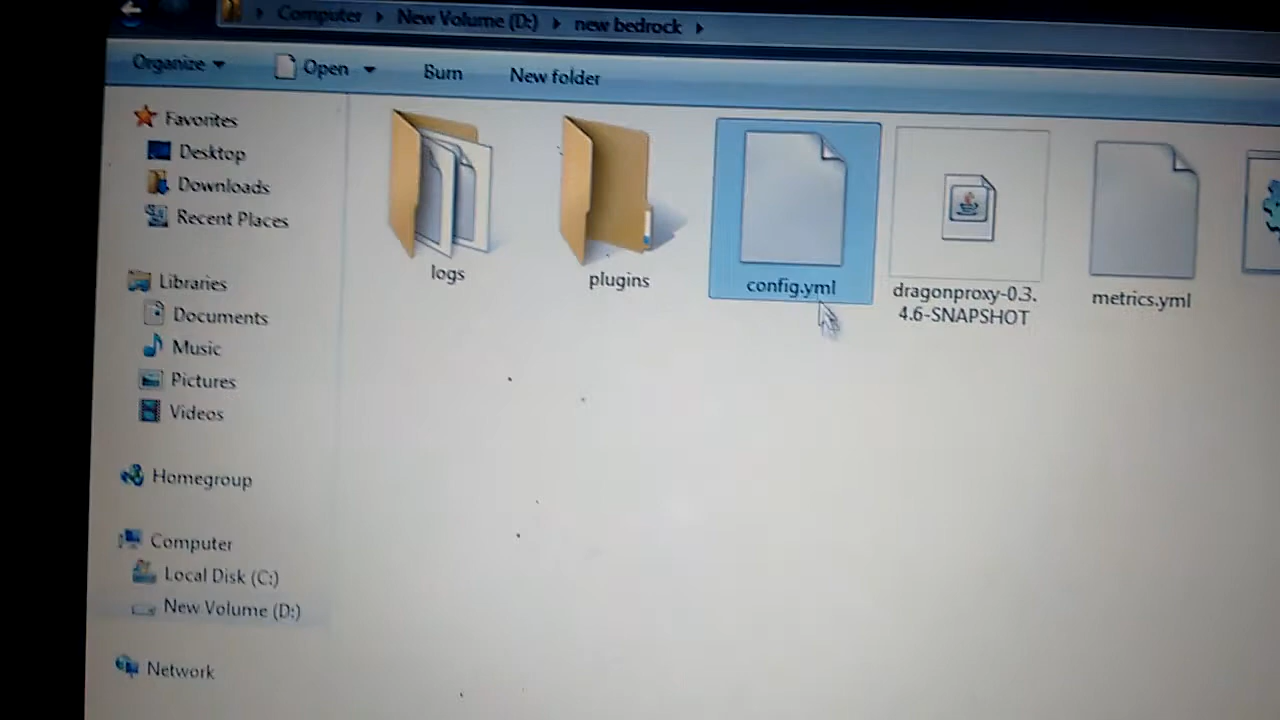 Computer New Volume (D:) new bedrock
Organize Open Burn New folder
Favorites
Desktop
Downloads
Recent Places
Libraries
Documents
Music
Pictures
Videos
Homegroup
Computer
Local Disk (C:)
New Volume (D:)
Network
logs
plugins
config.yml
dragonproxy-0.3.
4.6-SNAPSHOT
metrics.yml